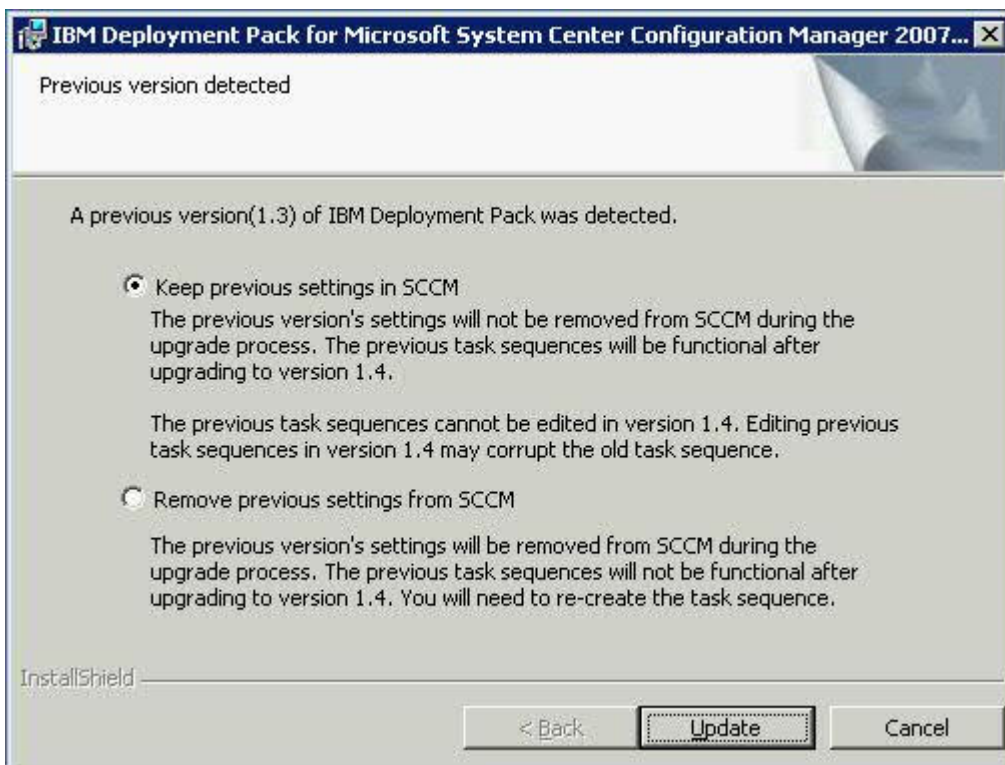 IBM Deployment Pack for Microsoft System Center Configuration Manager 2007...
Previous version detected
A previous version(1.3) of IBM Deployment Pack was detected.
Keep previous settings in SCCM
The previous version's settings will not be removed from SCCM during the
upgrade process. The previous task sequences will be functional after
upgrading to version 1.4.
The previous task sequences cannot be edited in version 1.4. Editing previous
task sequences in version 1.4 may corrupt the old task sequence.
Remove previous settings from SCCM
The previous version's settings will be removed from SCCM during the
upgrade process. The previous task sequences will not be functional after
upgrading to version 1.4. You will need to re-create the task sequence.
InstallShield
< Back Update Cancel